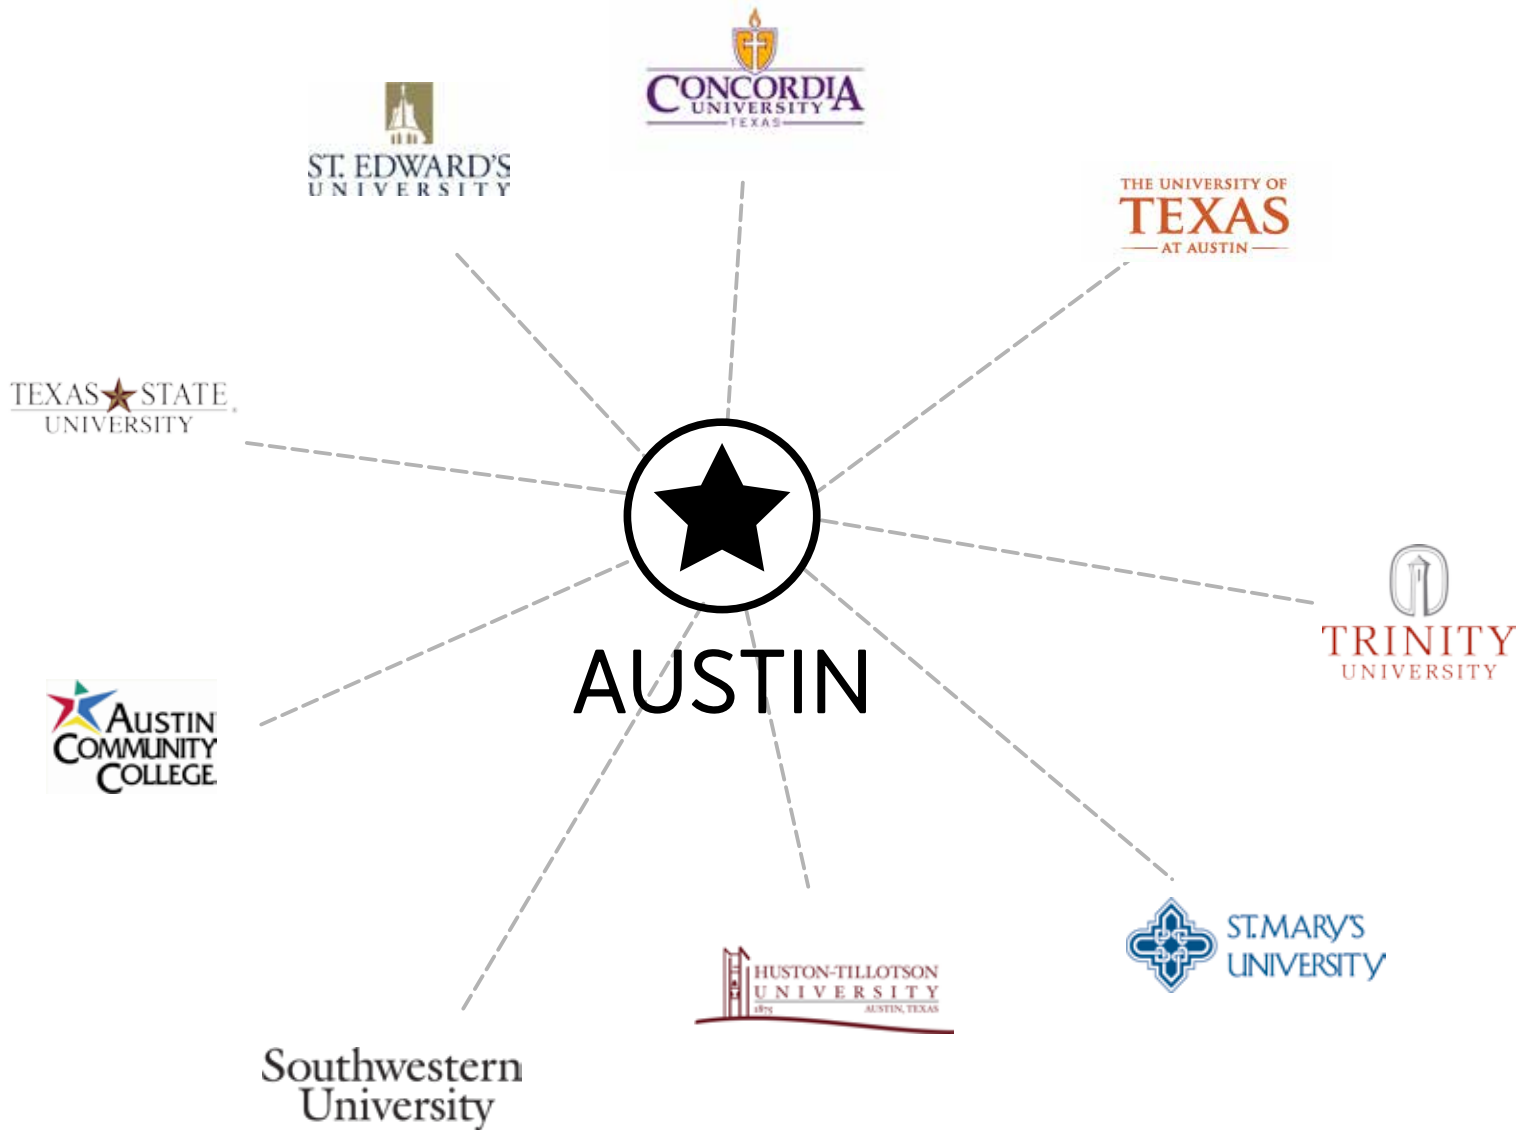 CONCORDIA
UNIVERSITY
TEXAS
ST. EDWARD'S
UNIVERSITY
THE UNIVERSITY OF
TEXAS
AT AUSTIN
TEXAS STATE
UNIVERSITY
TRINITY
UNIVERSITY
AUSTIN
AUSTIN
COMMUNITY
COLLEGE
ST. MARY'S
UNIVERSITY
HUSTON-TILLOTSON
UNIVERSITY
1875 AUSTIN, TEXAS
Southwestern
University